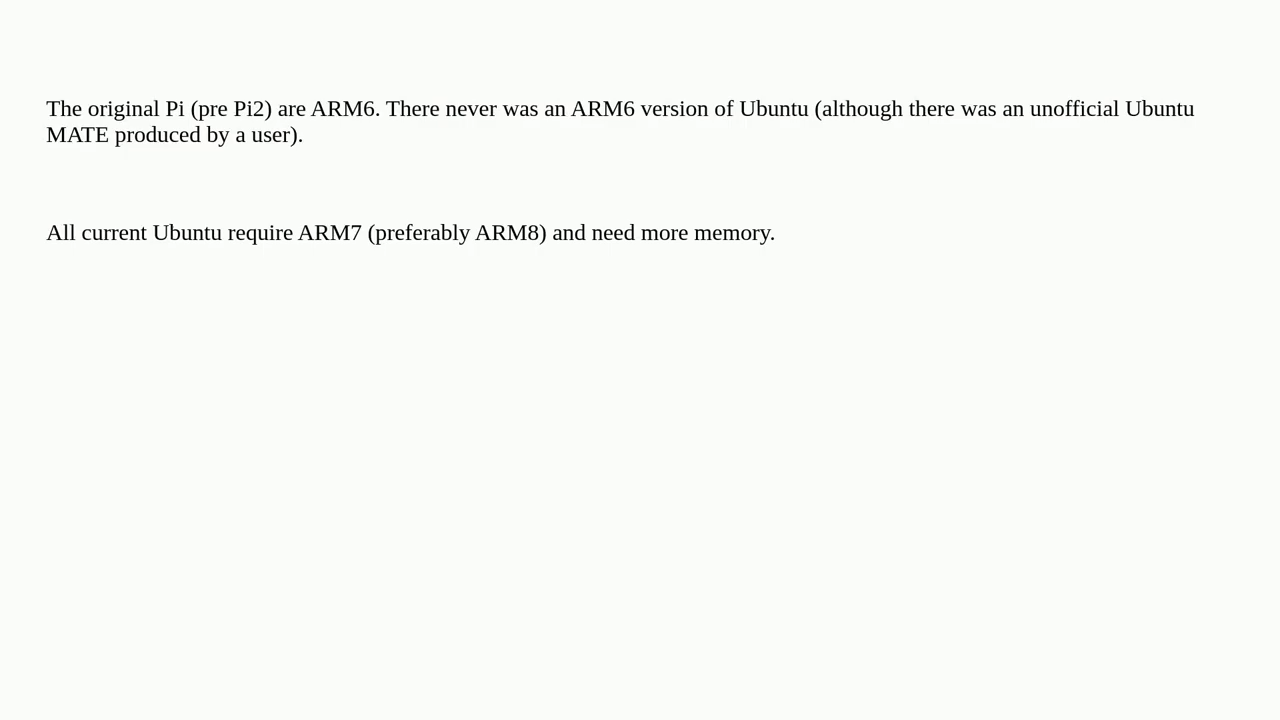 The original Pi (pre Pi2) are ARM6. There never was an ARM6 version of Ubuntu (although there was an unofficial Ubuntu
MATE produced by a user).
All current Ubuntu require ARM7 (preferably ARM8) and need more memory.